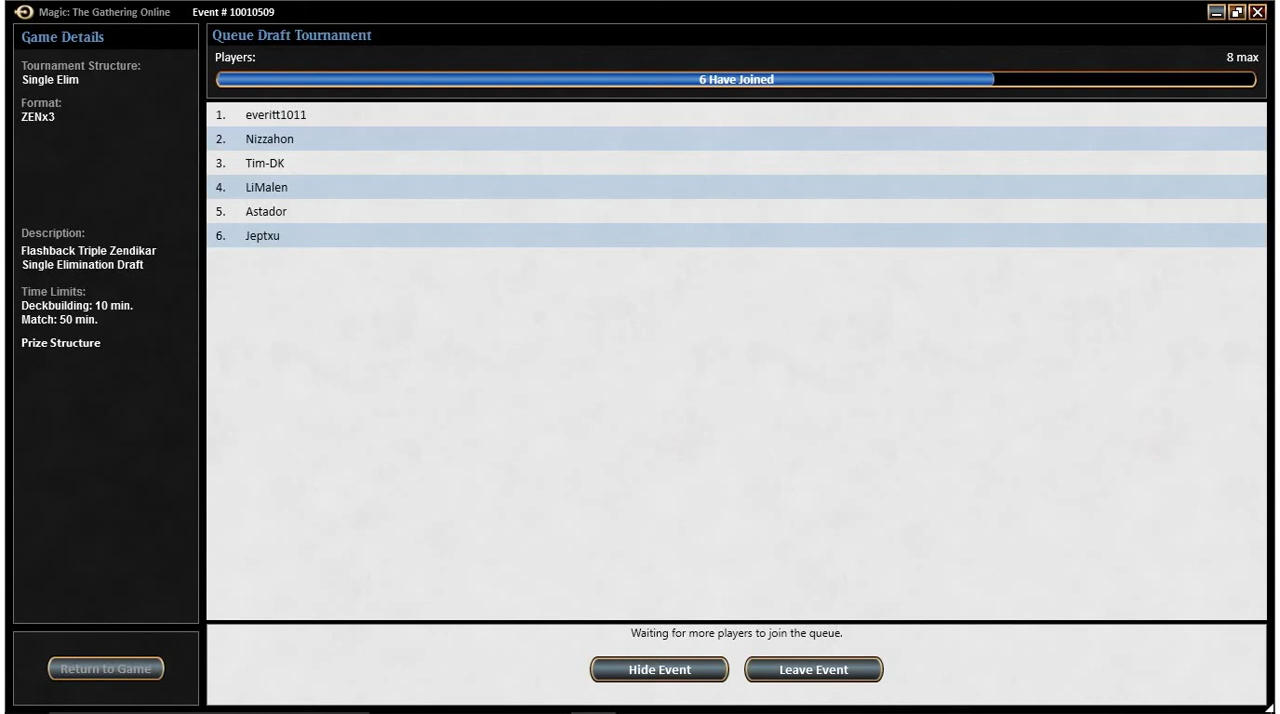 Magic: The Gathering Online Event # 10010509
Game Details
Tournament Structure:
Single Elim
Format:
ZENx3
Description:
Flashback Triple Zendikar
Single Elimination Draft
Time Limits:
Deckbuilding: 10 min.
Match: 50 min.
Prize Structure
Return to Game
Queue Draft Tournament
Players: 8 max
6 Have Joined
1. everitt1011
2. Nizzahon
3. Tim-DK
4. LiMalen
5. Astador
6. Jeptxu
Waiting for more players to join the queue.
Hide Event Leave Event